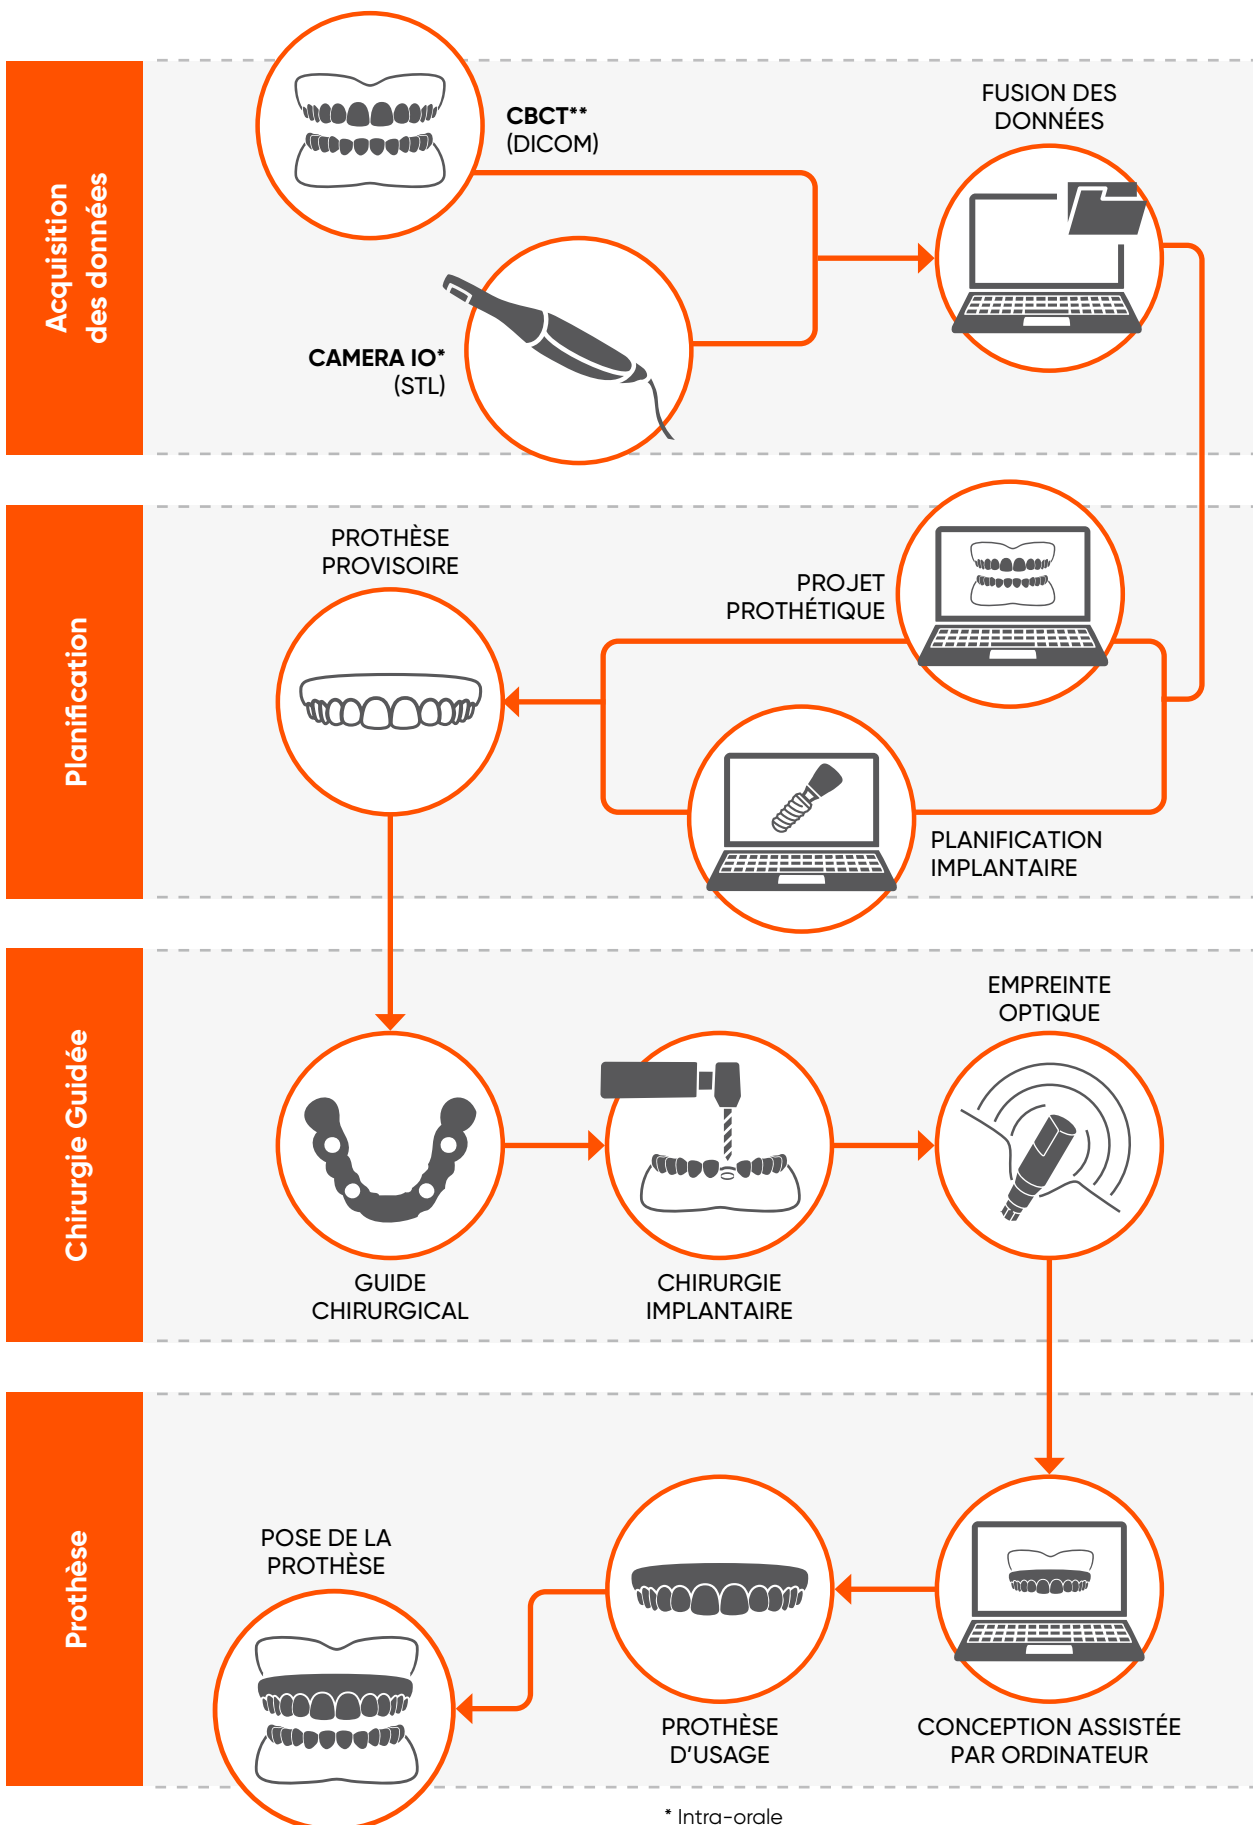 Acquisition
des données
CBCT**
(DICOM)
CAMERA IO*
(STL)
FUSION DES
DONNÉES
Planification
PROTHÈSE
PROVISOIRE
PROJET
PROTHÉTIQUE
PLANIFICATION
IMPLANTAIRE
Chirurgie Guidée
GUIDE
CHIRURGICAL
CHIRURGIE
IMPLANTAIRE
EMPREINTE
OPTIQUE
Prothèse
POSE DE LA
PROTHÈSE
PROTHÈSE
D'USAGE
CONCEPTION ASSISTÉE
PAR ORDINATEUR
* Intra-orale